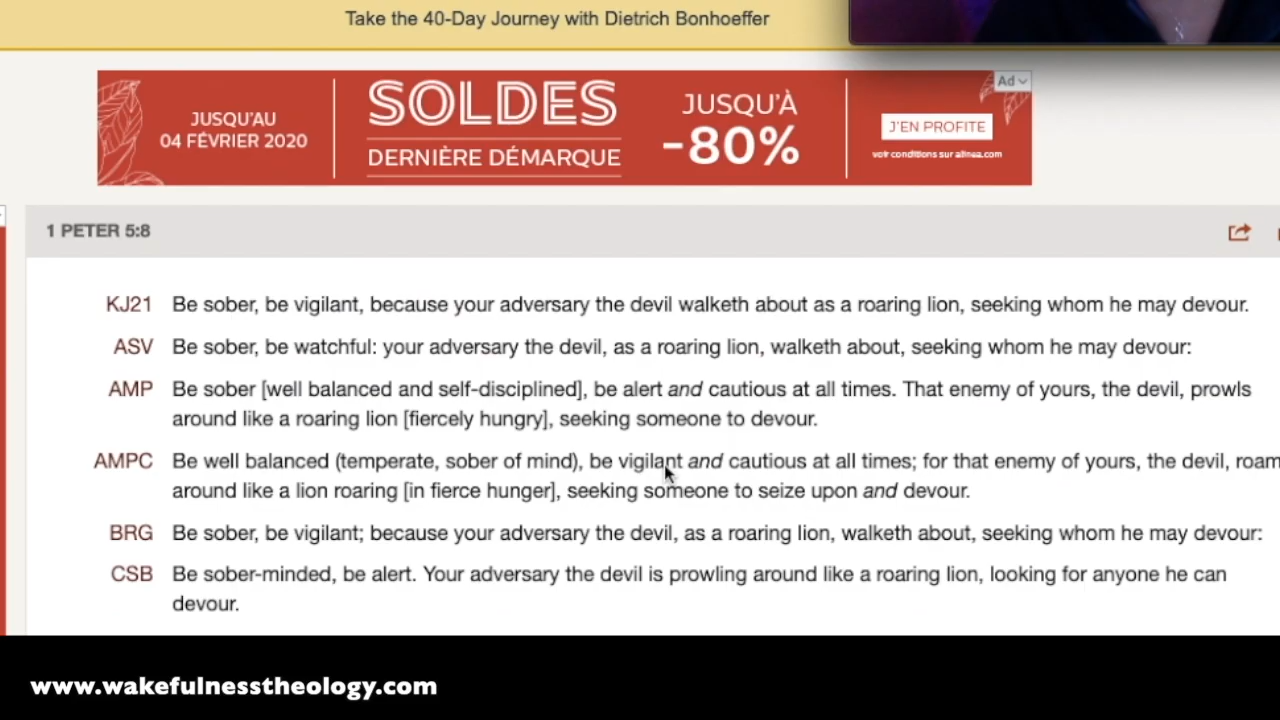 Take the 40-Day Journey with Dietrich Bonhoeffer
JUSQU'AU
04 FÉVRIER 2020
SOLDES
DERNIÈRE DÉMARQUE
JUSQU'À
-80%
Ad
J'EN PROFITE
voir conditions sur alinea.com
1 PETER 5:8
KJ21 Be sober, be vigilant, because your adversary the devil walketh about as a roaring lion, seeking whom he may devour.
ASV Be sober, be watchful: your adversary the devil, as a roaring lion, walketh about, seeking whom he may devour:
AMP Be sober [well balanced and self-disciplined], be alert and cautious at all times. That enemy of yours, the devil, prowls
around like a roaring lion [fiercely hungry], seeking someone to devour.
AMPC Be well balanced (temperate, sober of mind), be vigilant and cautious at all times; for that enemy of yours, the devil, roam
around like a lion roaring [in fierce hunger], seeking someone to seize upon and devour.
BRG Be sober, be vigilant; because your adversary the devil, as a roaring lion, walketh about, seeking whom he may devour:
CSB Be sober-minded, be alert. Your adversary the devil is prowling around like a roaring lion, looking for anyone he can
devour.
www.wakefulnesstheology.com